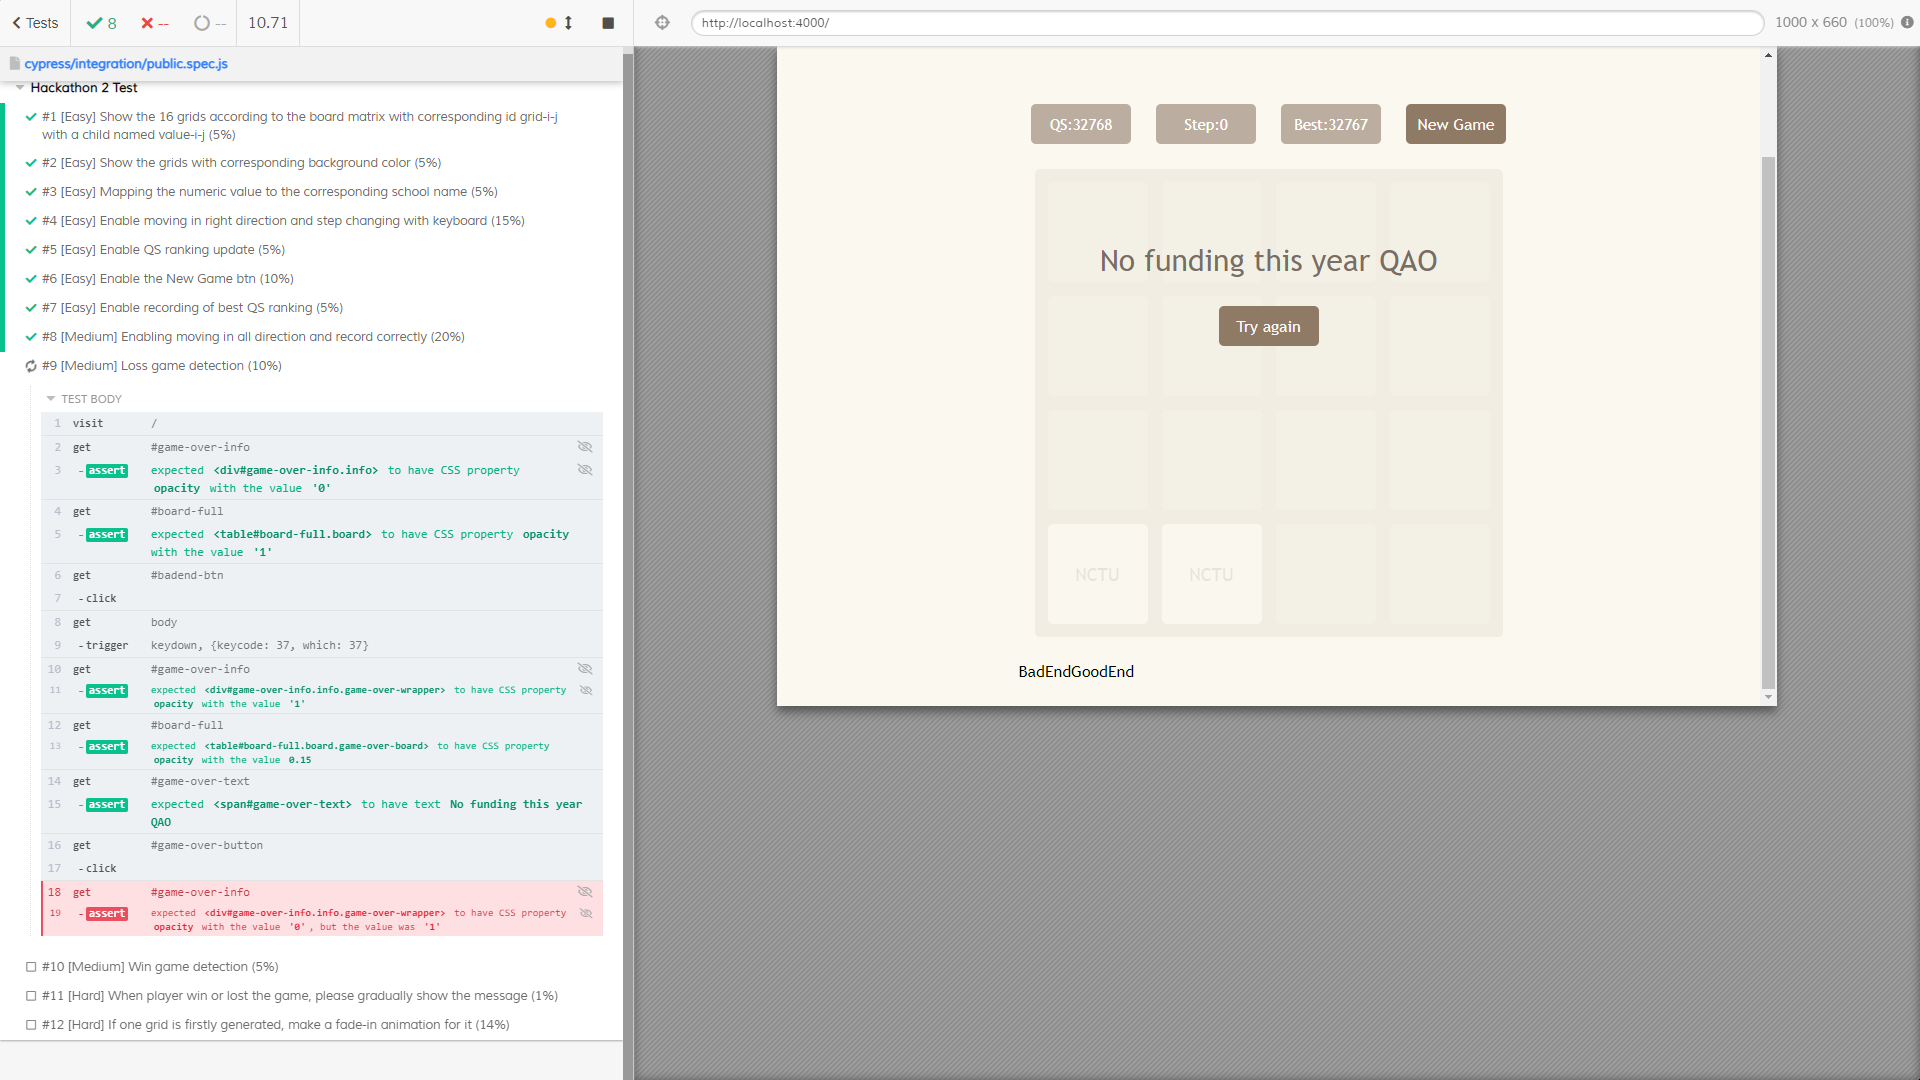 Tests
8
--
--
10.71
http://localhost:4000/
1000 x 660 (100%)
cypress/integration/public.spec.js
Hackathon 2 Test
#1 [Easy] Show the 16 grids according to the board matrix with corresponding id grid-i-j
with a child named value-i-j (5%)
#2 [Easy] Show the grids with corresponding background color (5%)
#3 [Easy] Mapping the numeric value to the corresponding school name (5%)
#4 [Easy] Enable moving in right direction and step changing with keyboard (15%)
#5 [Easy] Enable QS ranking update (5%)
#6 [Easy] Enable the New Game btn (10%)
#7 [Easy] Enable recording of best QS ranking (5%)
#8 [Medium] Enabling moving in all direction and record correctly (20%)
#9 [Medium] Loss game detection (10%)
TEST BODY
1 visit /
2 get #game-over-info
3 -assert expected <div#game-over-info.info> to have CSS property
opacity with the value '0'
4 get #board-full
5 -assert expected <table#board-full.board> to have CSS property opacity
with the value '1'
6 get #badend-btn
7 -click
8 get body
9 -trigger keydown, {keycode: 37, which: 37}
10 get #game-over-info
11 -assert expected <div#game-over-info.info.game-over-wrapper> to have CSS property
opacity with the value '1'
12 get #board-full
13 -assert expected <table#board-full.board.game-over-board> to have CSS property
opacity with the value 0.15
14 get #game-over-text
15 -assert expected <span#game-over-text> to have text No funding this year
QAO
16 get #game-over-button
17 -click
18 get #game-over-info
19 -assert expected <div#game-over-info.info.game-over-wrapper> to have CSS property
opacity with the value '0', but the value was '1'
#10 [Medium] Win game detection (5%)
#11 [Hard] When player win or lost the game, please gradually show the message (1%)
#12 [Hard] If one grid is firstly generated, make a fade-in animation for it (14%)
QS:32768
Step:0
Best:32767
New Game
No funding this year QAO
Try again
NCTU
NCTU
BadEndGoodEnd